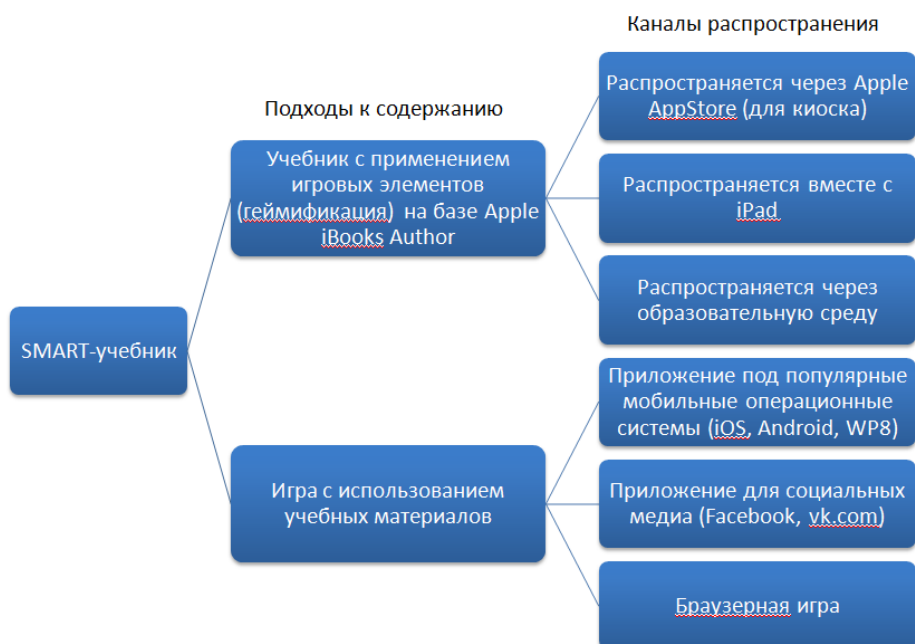 Каналы распространения
Подходы к содержанию
SMART-учебник
Учебник с применением
игровых элементов
(геймификация) на базе Apple
iBooks Author
Распространяется через Apple
AppStore (для киоска)
Распространяется вместе с
iPad
Распространяется через
образовательную среду
Игра с использованием
учебных материалов
Приложение под популярные
мобильные операционные
системы (iOS, Android, WP8)
Приложение для социальных
медиа (Facebook, vk.com)
Браузерная игра